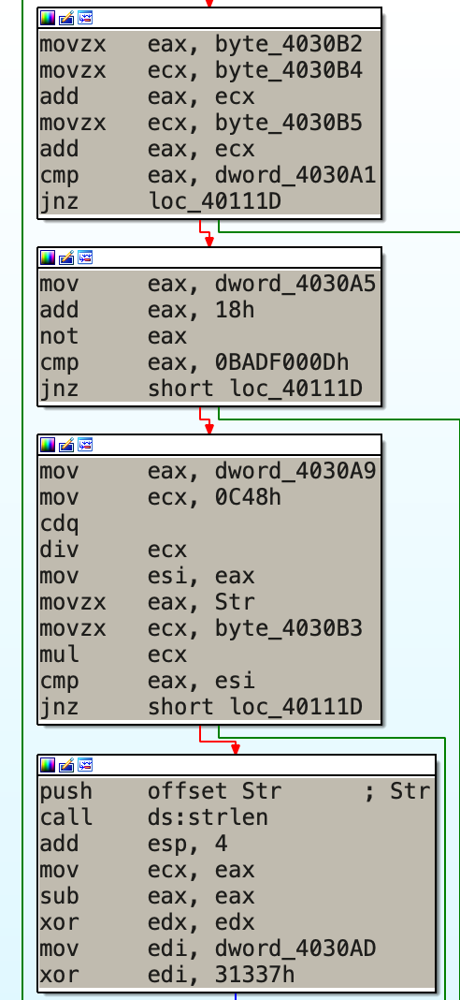 movzx eax, byte_4030B2
movzx ecx, byte_4030B4
add eax, ecx
movzx ecx, byte_4030B5
add eax, ecx
cmp eax, dword_4030A1
jnz loc_40111D
mov eax, dword_4030A5
add eax, 18h
not eax
cmp eax, 0BADF000Dh
jnz short loc_40111D
mov eax, dword_4030A9
mov ecx, 0C48h
cdq
div ecx
mov esi, eax
movzx eax, Str
movzx ecx, byte_4030B3
mul ecx
cmp eax, esi
jnz short loc_40111D
push offset Str ; Str
call ds:strlen
add esp, 4
mov ecx, eax
sub eax, eax
xor edx, edx
mov edi, dword_4030AD
xor edi, 31337h